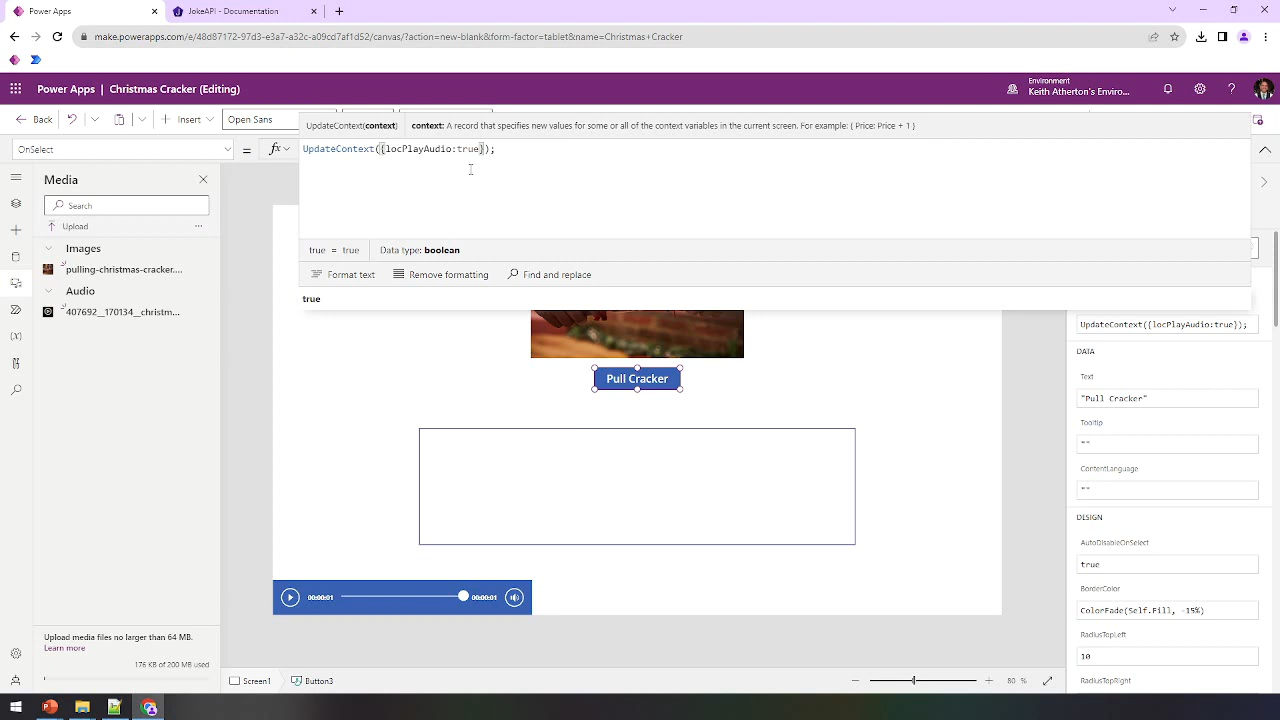 Power Apps
JokeAPI - Documentation
make.powerapps.com/e/48d87172-97d3-e3a7-a32c-a09cd7af1d52/canvas/?action=new-blank&form-factor=tablet&name=Christmas+Cracker
Power Apps | Christmas Cracker (Editing)
Environment
Keith Atherton's Enviro...
Back
Insert
Open Sans
UpdateContext(context)
context: A record that specifies new values for some or all of the context variables in the current screen. For example: { Price: Price + 1 }
OnSelect
=
fx
UpdateContext({locPlayAudio:true});
true = true
Data type: boolean
Format text
Remove formatting
Find and replace
true
Media
Search
Upload
Images
pulling-christmas-cracker....
Audio
407692__170134__christm...
Upload media files no larger than 64 MB.
Learn more
176 KB of 200 MB used
Pull Cracker
00:00:01
00:00:01
UpdateContext({locPlayAudio:true});
DATA
Text
"Pull Cracker"
Tooltip
""
ContentLanguage
""
DESIGN
AutoDisableOnSelect
true
BorderColor
ColorFade(Self.Fill, -15%)
RadiusTopLeft
10
RadiusTopRight
Screen1
Button3
80 %